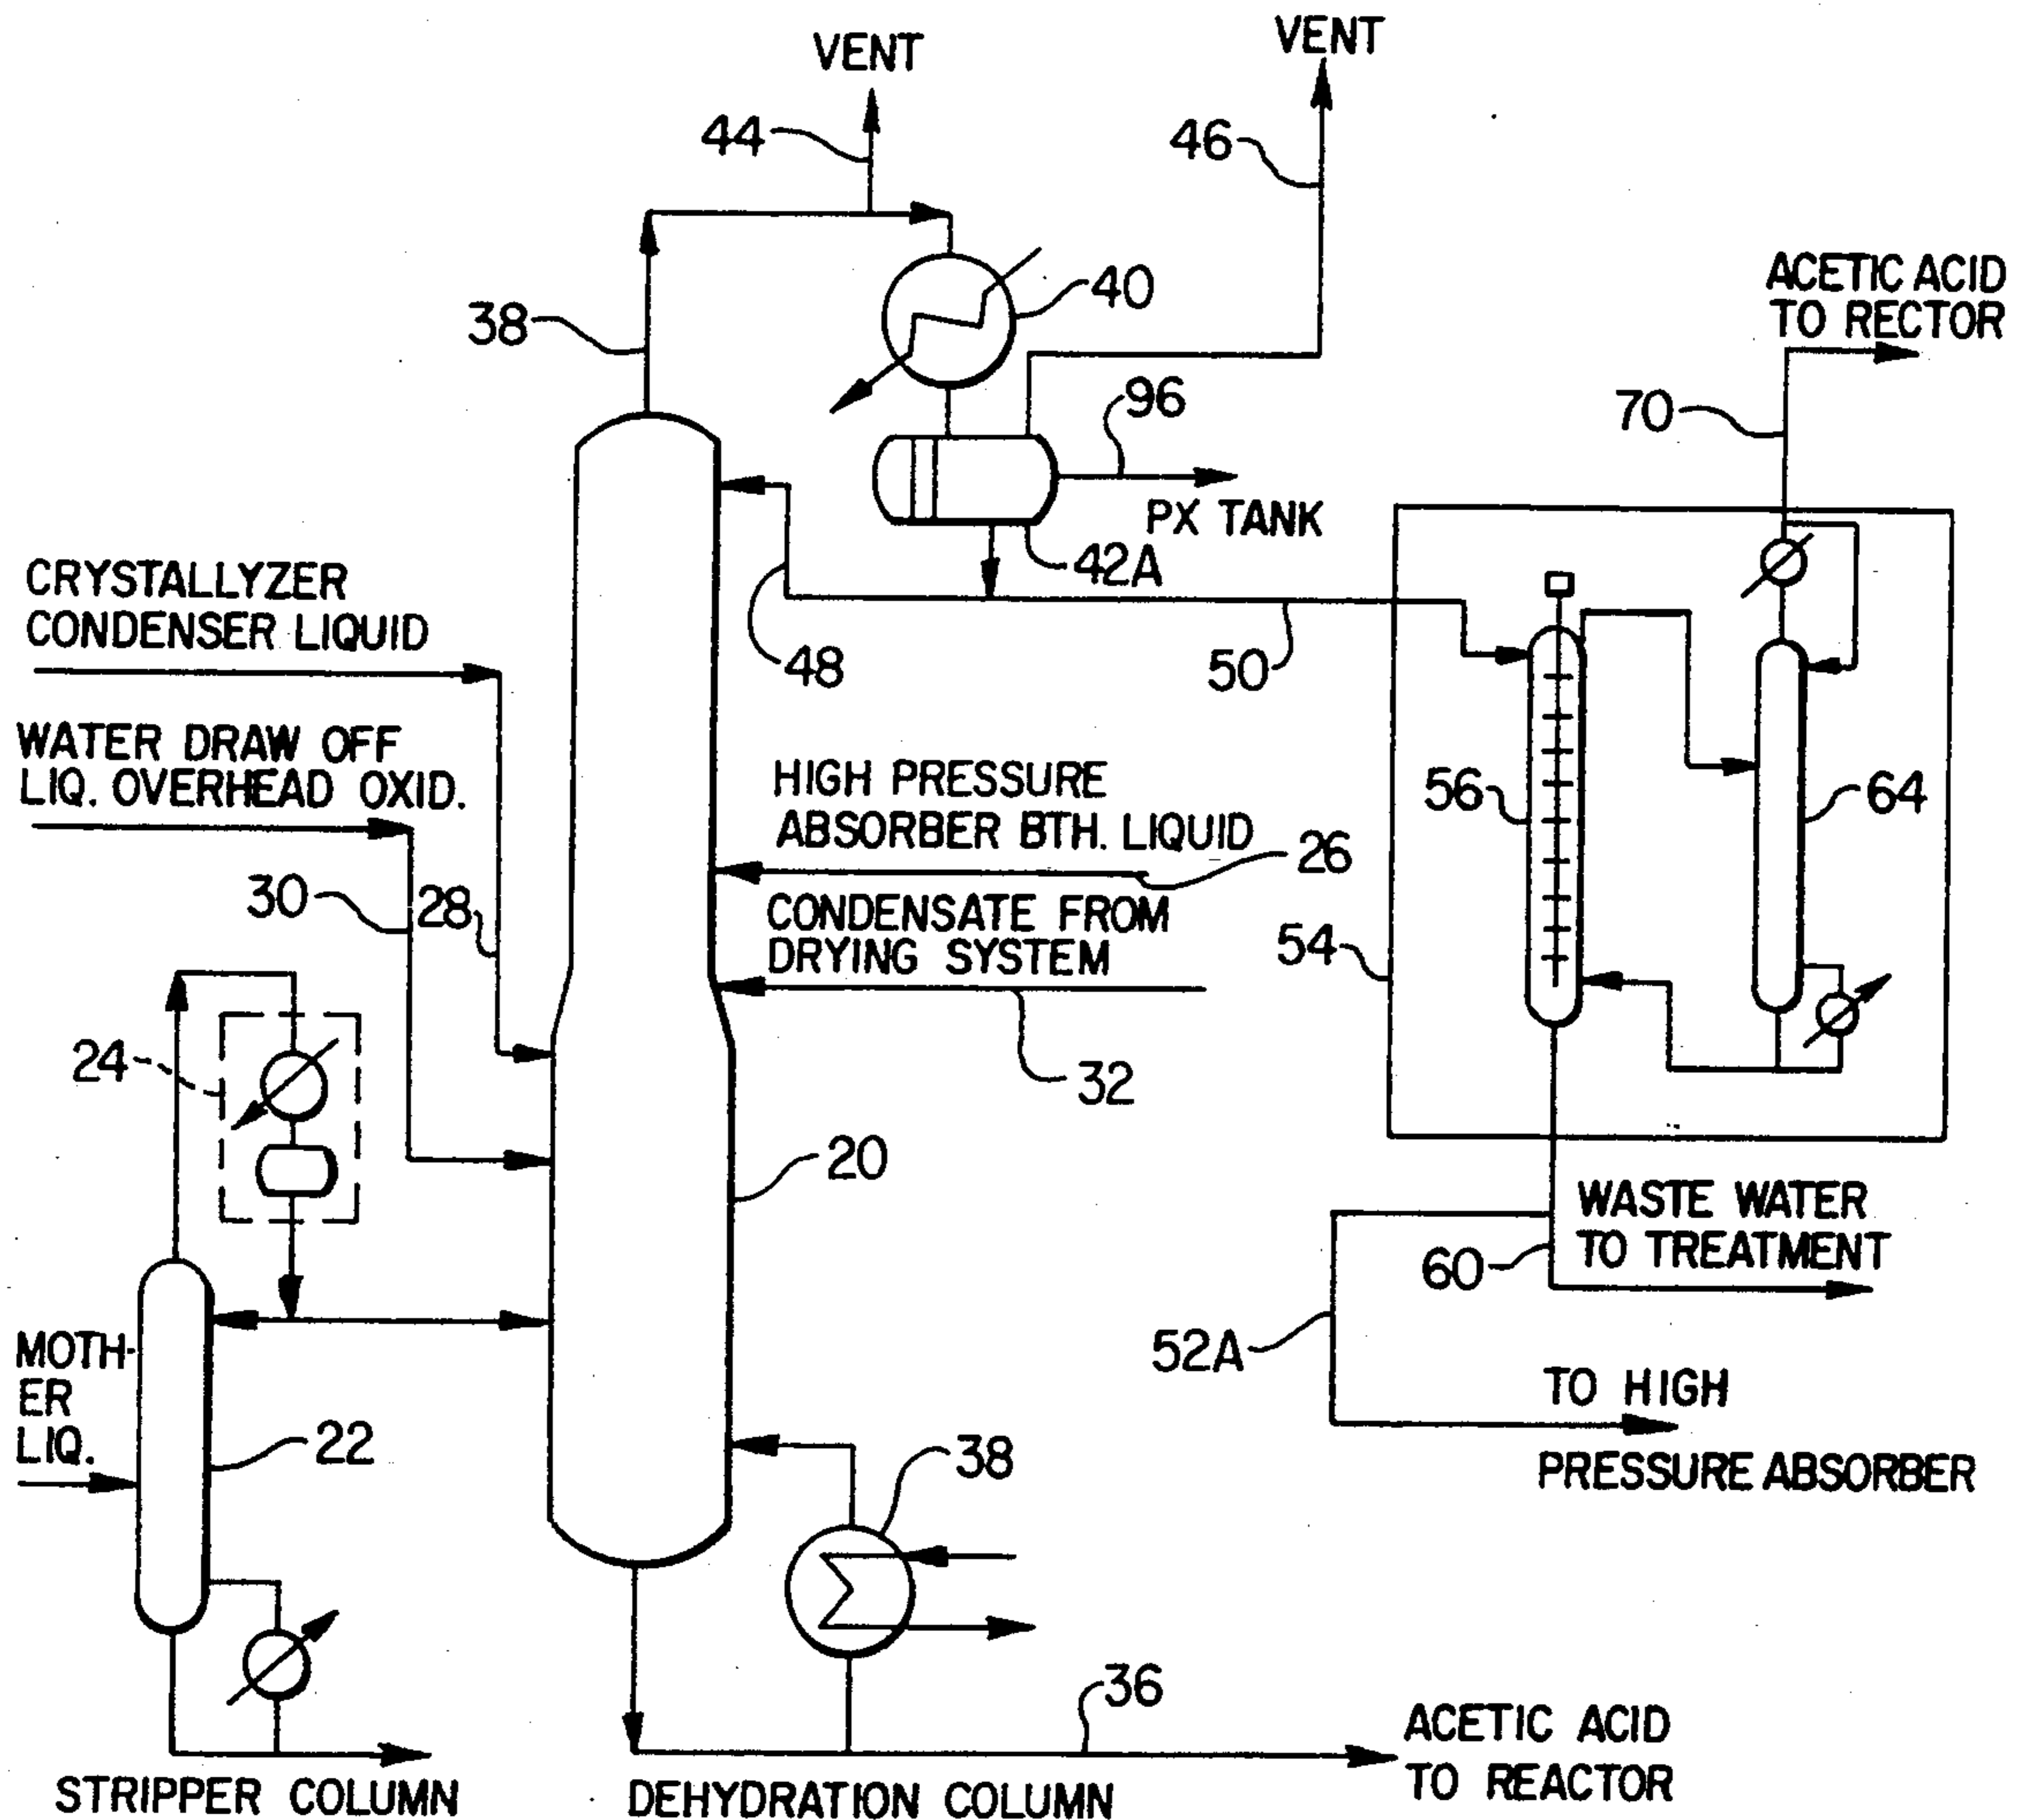 VENT
VENT
44
46
ACETIC ACID
TO RECTOR
38
40
96
70
PX TANK
42A
CRYSTALLYZER
CONDENSER LIQUID
48
50
WATER DRAW OFF
LIQ. OVERHEAD OXID.
HIGH PRESSURE
ABSORBER BTH. LIQUID
56
64
26
30
28
CONDENSATE FROM
DRYING SYSTEM
54
24
32
20
WASTE WATER
TO TREATMENT
60
52A
MOTH-
ER
LIQ.
TO HIGH
PRESSURE ABSORBER
22
38
36
ACETIC ACID
TO REACTOR
STRIPPER COLUMN
DEHYDRATION COLUMN